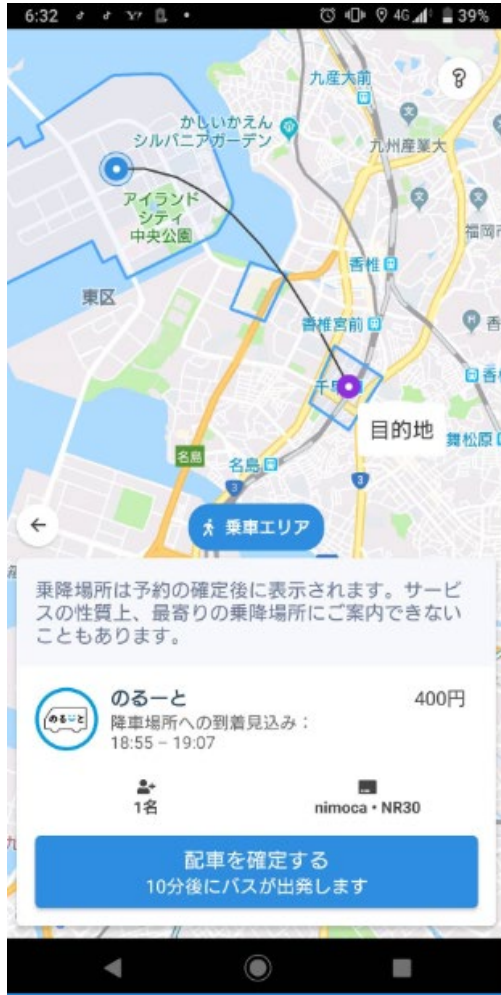 6:32
4G
39%
九産大前
かしいかえん
シルバニアガーデン
九州産業大
アイランド
シティ
中央公園
福岡市
香椎
東区
香椎宮前
香
千早
目的地
舞松原
名島
名島
3
3
乗車エリア
乗降場所は予約の確定後に表示されます。サービ
スの性質上、最寄りの乗降場所にご案内できない
こともあります。
のるーと
のるーと
400円
降車場所への到着見込み：
18:55 – 19:07
1名
nimoca・NR30
配車を確定する
10分後にバスが出発します